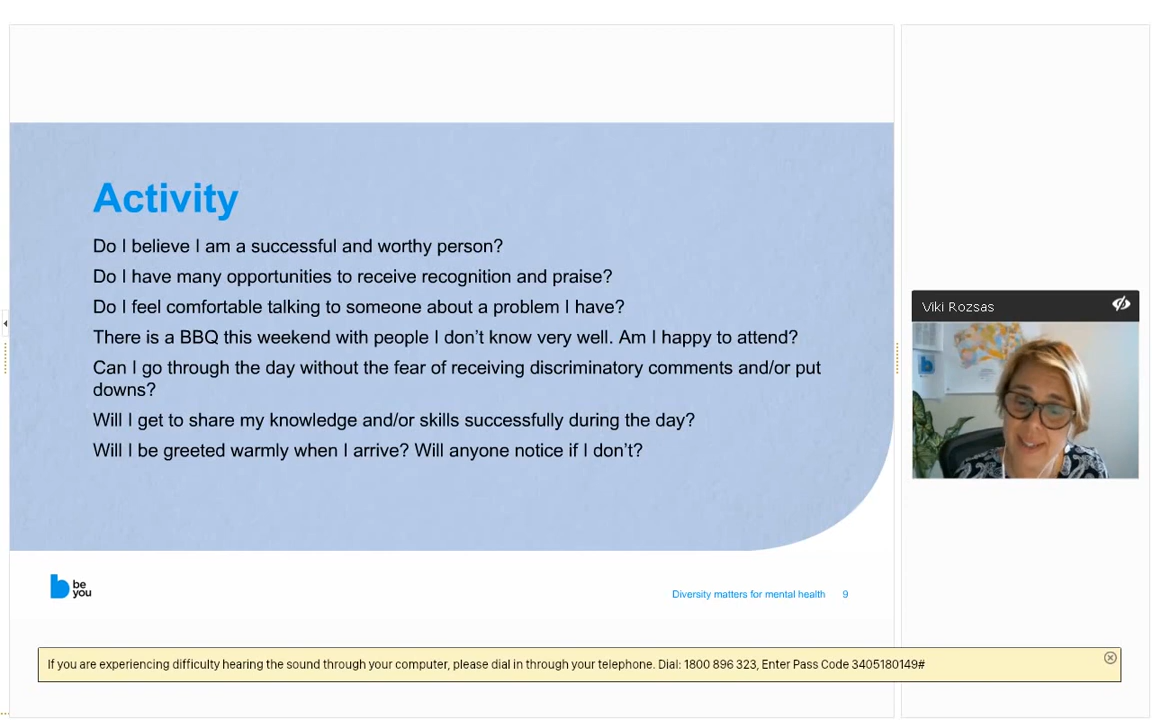 Activity
Do I believe I am a successful and worthy person?
Do I have many opportunities to receive recognition and praise?
Do I feel comfortable talking to someone about a problem I have?
There is a BBQ this weekend with people I don't know very well. Am I happy to attend?
Can I go through the day without the fear of receiving discriminatory comments and/or put
downs?
Will I get to share my knowledge and/or skills successfully during the day?
Will I be greeted warmly when I arrive? Will anyone notice if I don't?
Viki Rozsas
be
you
Diversity matters for mental health 9
If you are experiencing difficulty hearing the sound through your computer, please dial in through your telephone. Dial: 1800 896 323, Enter Pass Code 3405180149#